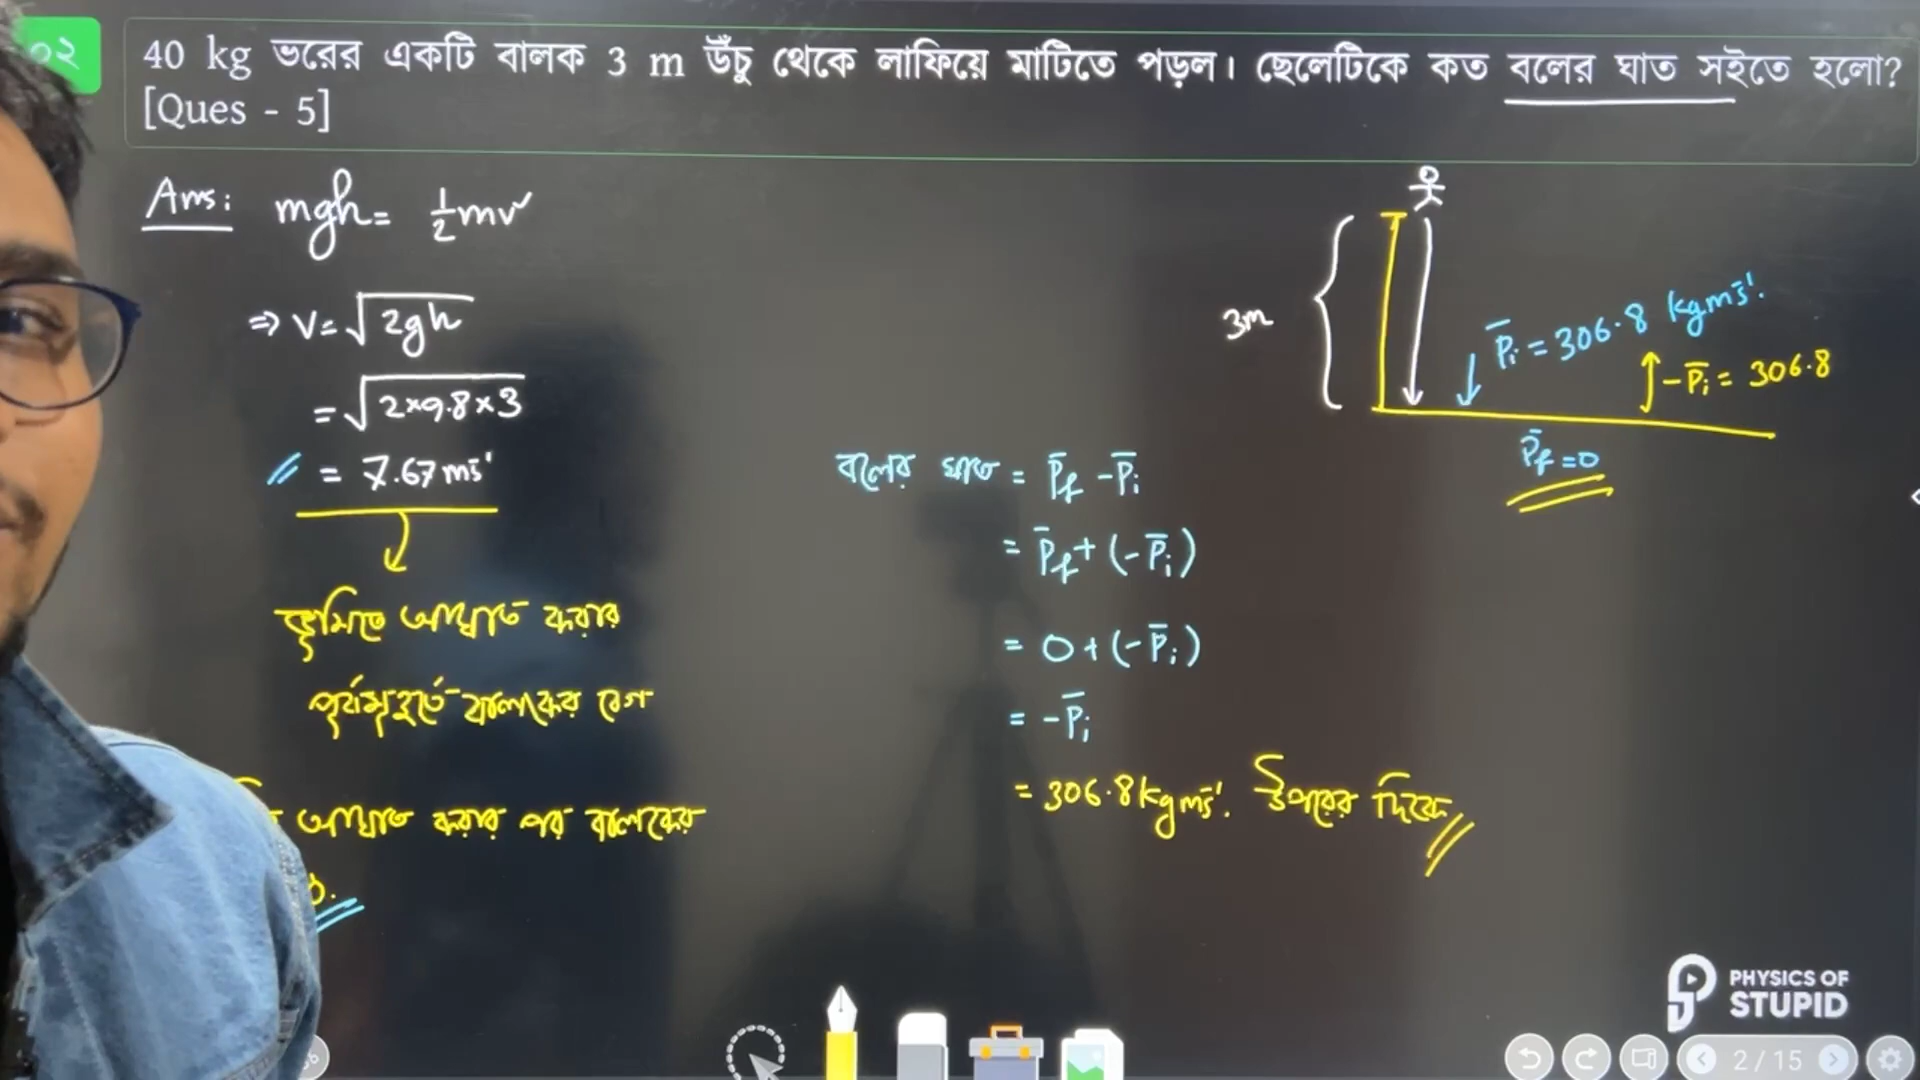 ০২
40 kg ভরের একটি বালক 3 m উঁচু থেকে লাফিয়ে মাটিতে পড়ল। ছেলেটিকে কত বলের ঘাত সইতে হলো?
[Ques - 5]
Ans: mgh = ½mv²
⇒ v = √2gh
= √2×9.8×3
= 7.67 ms⁻¹
ভূমিতে আঘাত করার
পূর্বমুহূর্তে বালকের বেগ
আঘাত করার পর বালকের
0.
বলের ঘাত = P̄f - P̄i
= P̄f + (-P̄i)
= 0 + (-P̄i)
= -P̄i
= 306.8 kgms⁻¹. উপরের দিকে
3m
P̄i = 306.8 kgms⁻¹.
-P̄i = 306.8
P̄f = 0
PHYSICS OF
STUPID
2 / 15